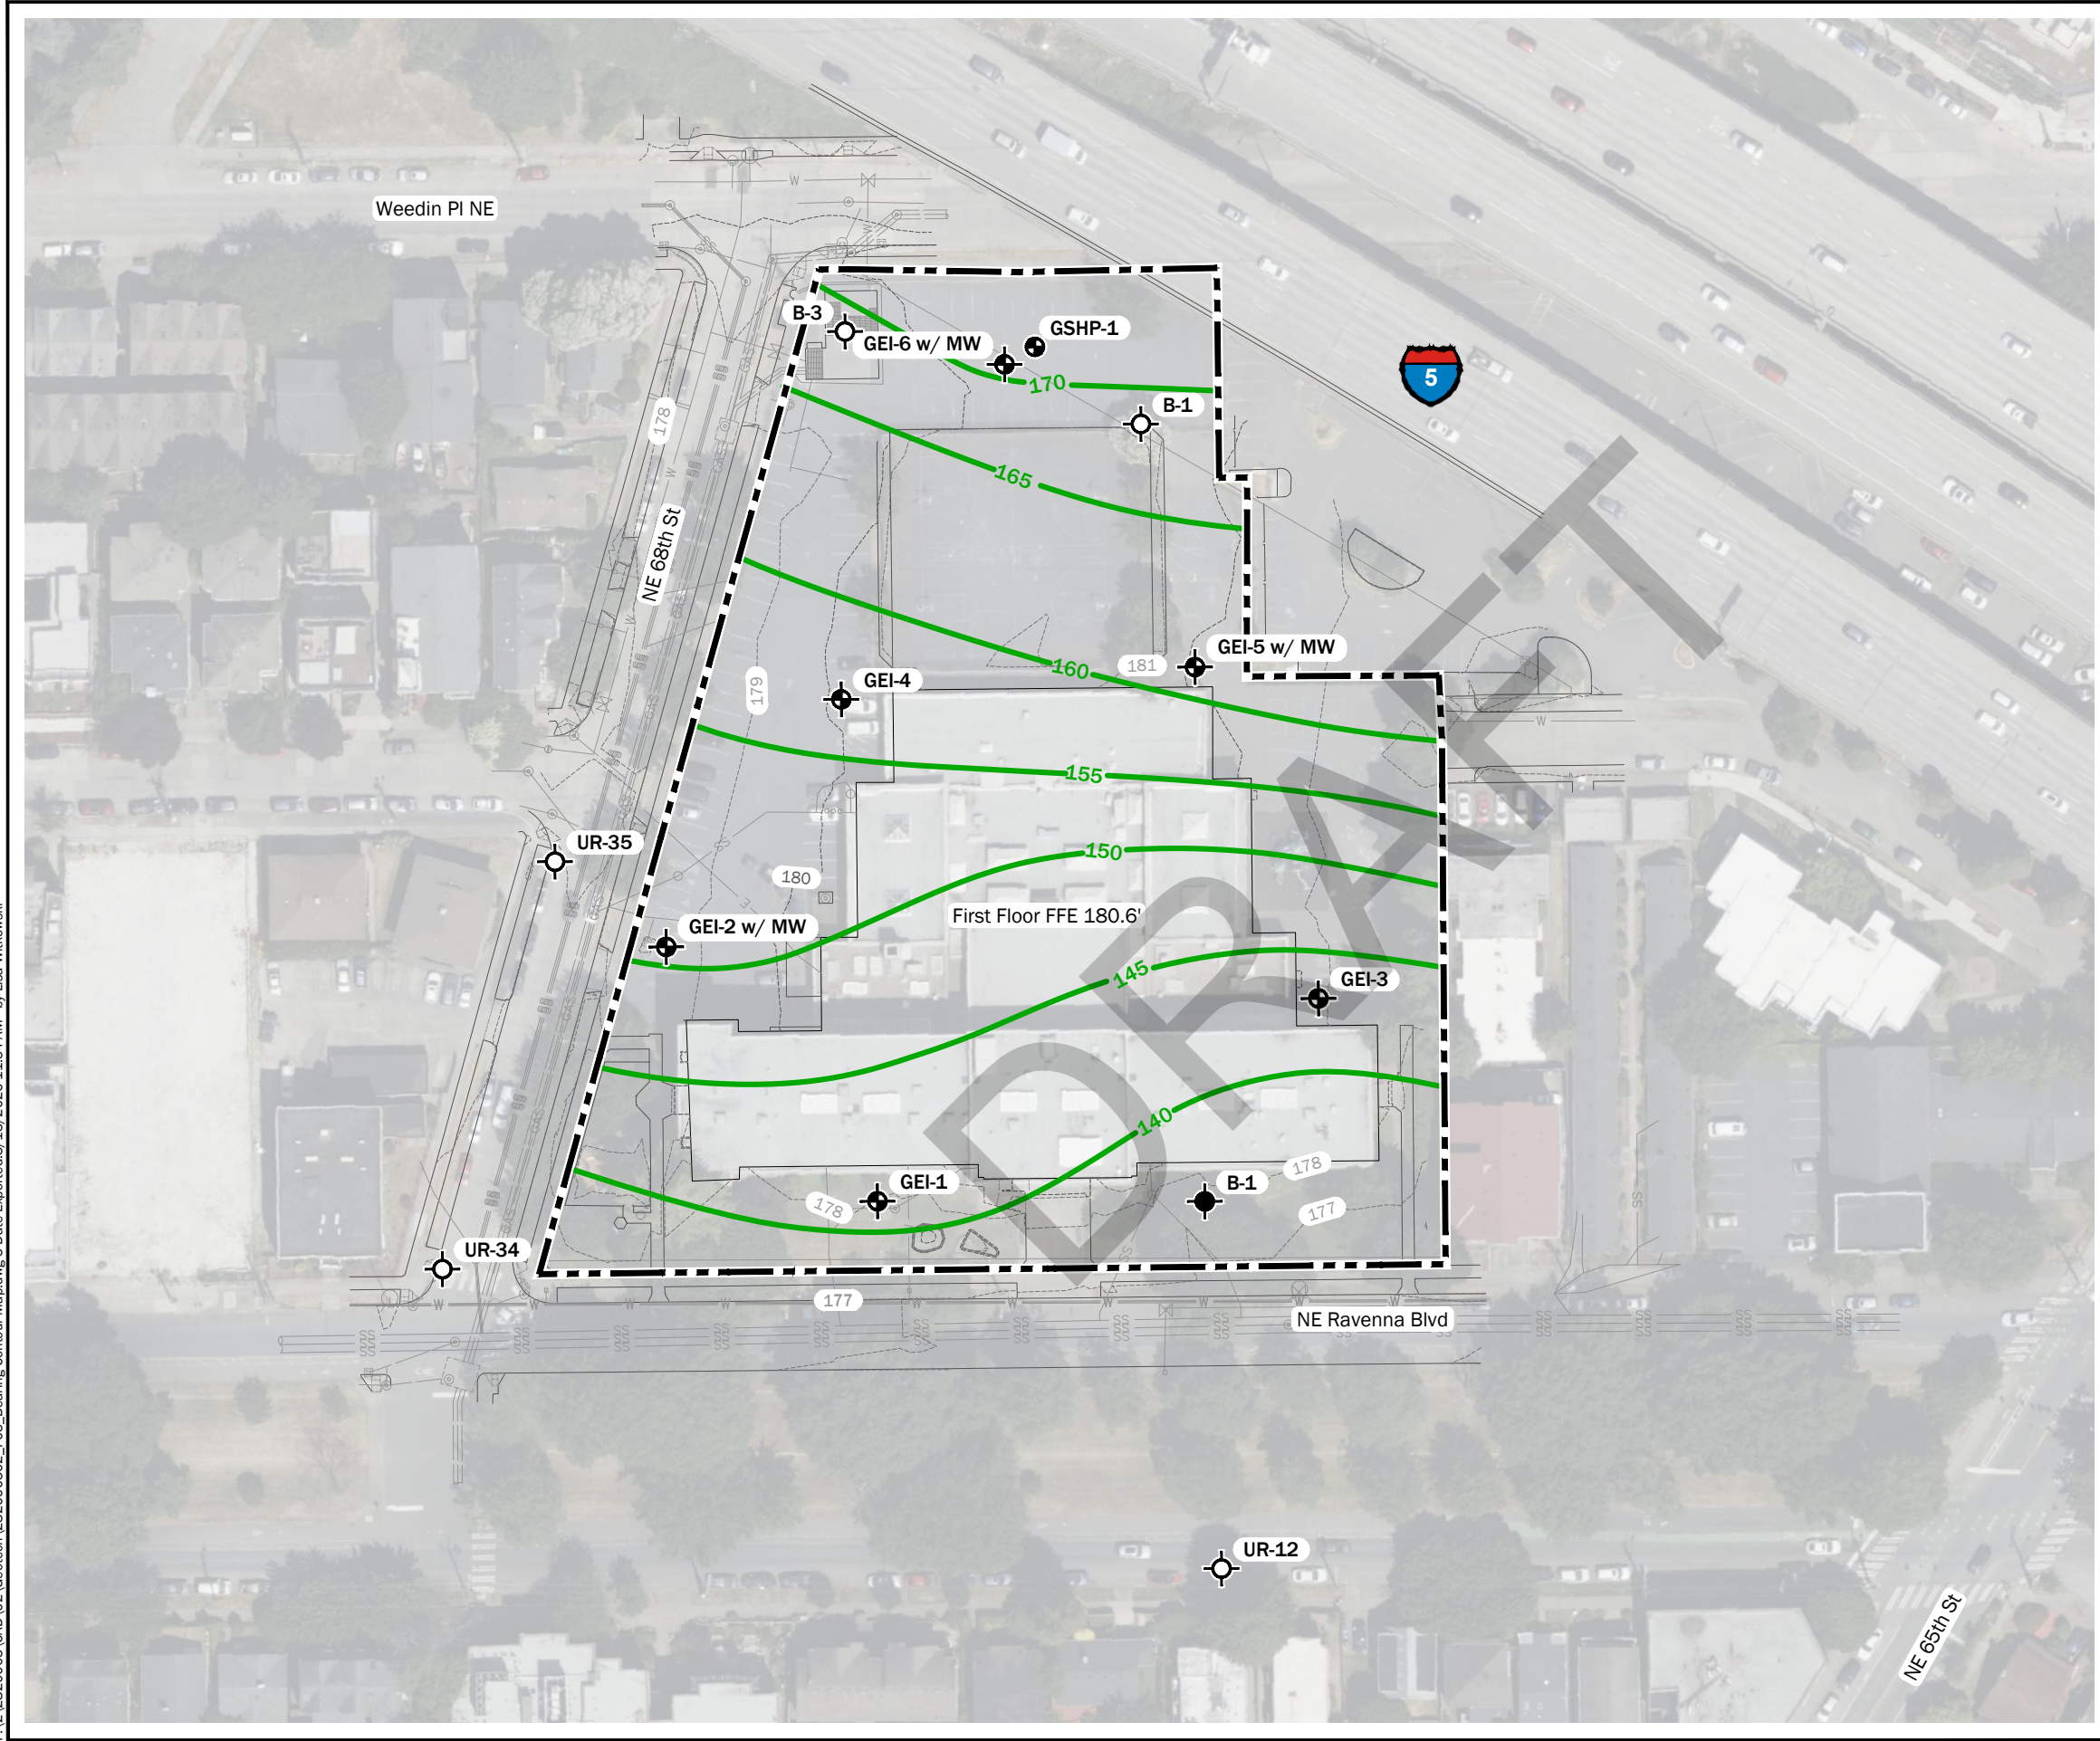 Weedin Pl NE
B-3
GSHP-1
GEI-6 w/ MW
5
170
B-1
178
165
NE 68th St
GEI-5 w/ MW
160
181
GEI-4
179
155
UR-35
150
180
First Floor FFE 180.6'
GEI-2 w/ MW
145
GEI-3
140
178
GEI-1
B-1
178
177
UR-34
177
NE Ravenna Blvd
UR-12
NE 65th St
DRAFT
W
GAS
SS